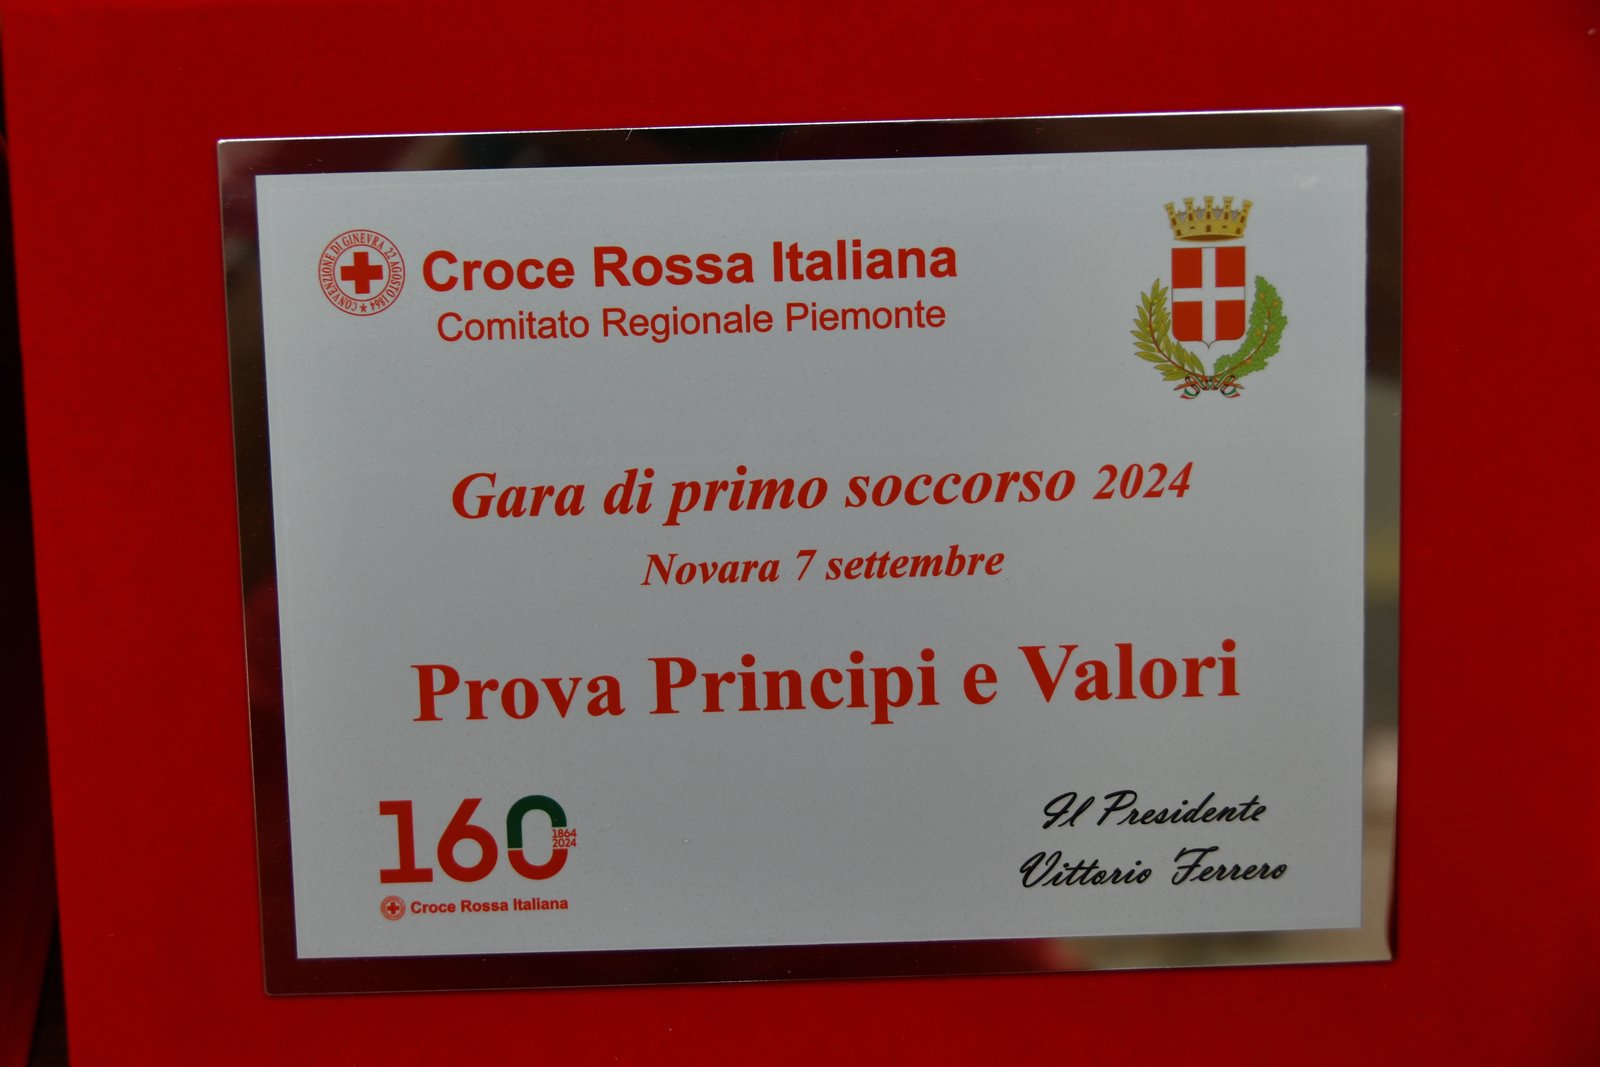 CONVENZIONE DI GINEVRA 22 AGOSTO 1864
Croce Rossa Italiana
Comitato Regionale Piemonte
Gara di primo soccorso 2024
Novara 7 settembre
Prova Principi e Valori
160
1864
2024
Croce Rossa Italiana
Il Presidente
Vittorio Ferrero